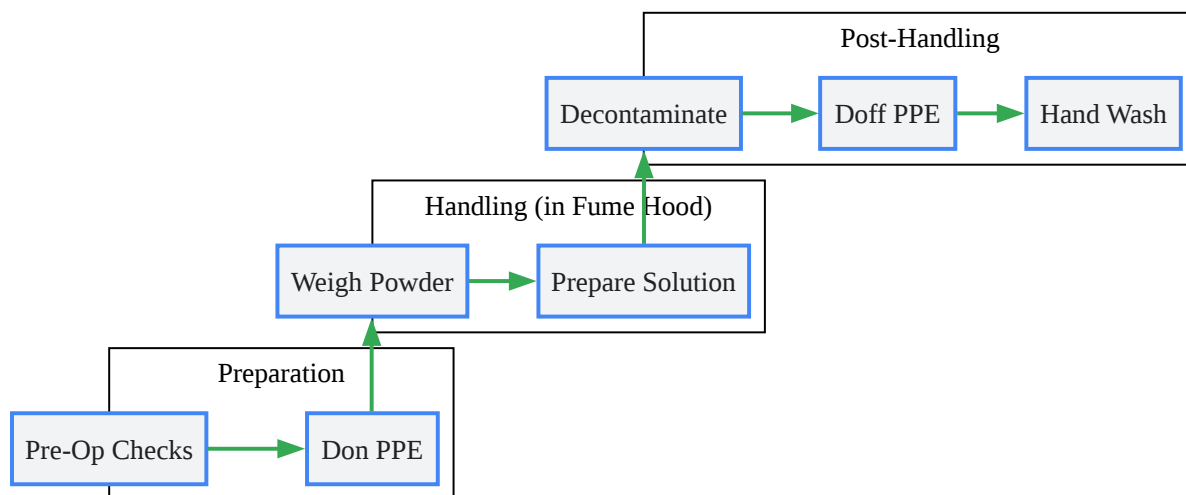 Post-Handling
Decontaminate
Doff PPE
Hand Wash
Handling (in Fume Hood)
Weigh Powder
Prepare Solution
Preparation
Pre-Op Checks
Don PPE